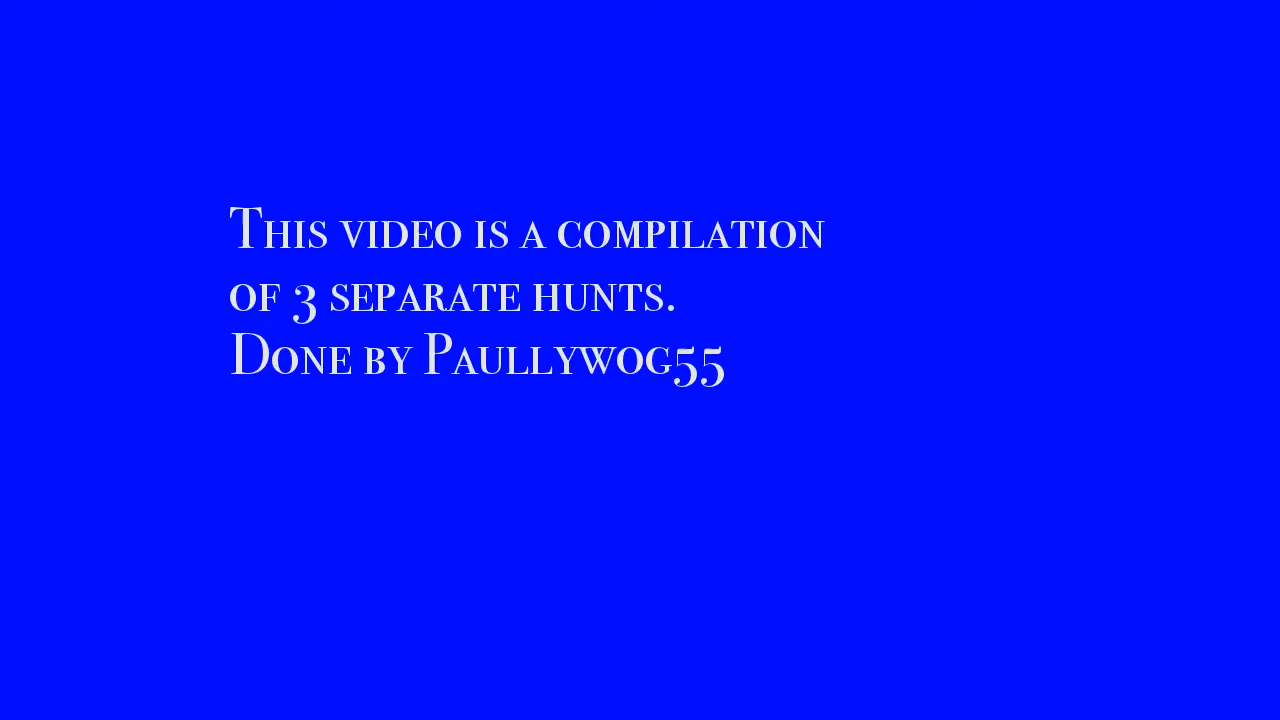 This video is a compilation
of 3 separate hunts.
Done by Paullywog55